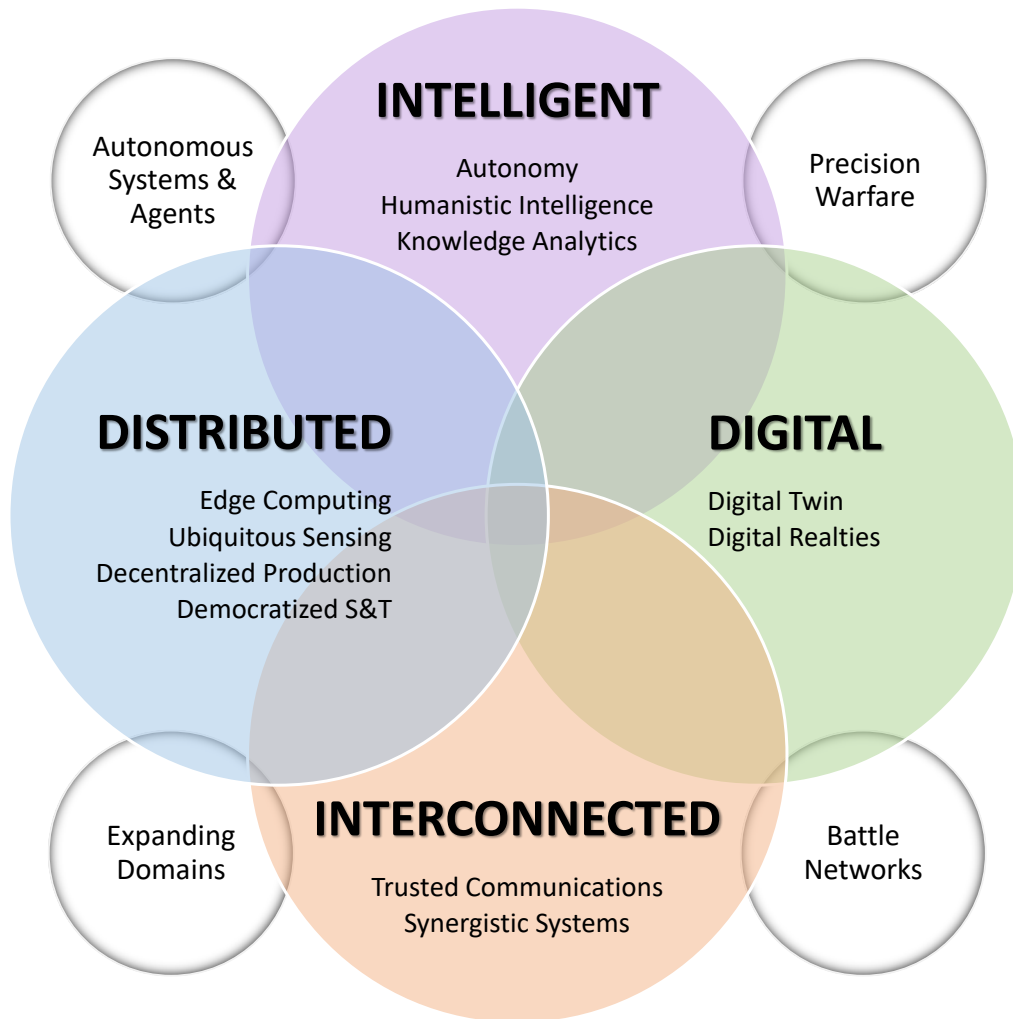 INTELLIGENT
Autonomy
Humanistic Intelligence
Knowledge Analytics
Autonomous
Systems &
Agents
Precision
Warfare
DISTRIBUTED
Edge Computing
Ubiquitous Sensing
Decentralized Production
Democratized S&T
DIGITAL
Digital Twin
Digital Realties
INTERCONNECTED
Trusted Communications
Synergistic Systems
Expanding
Domains
Battle
Networks